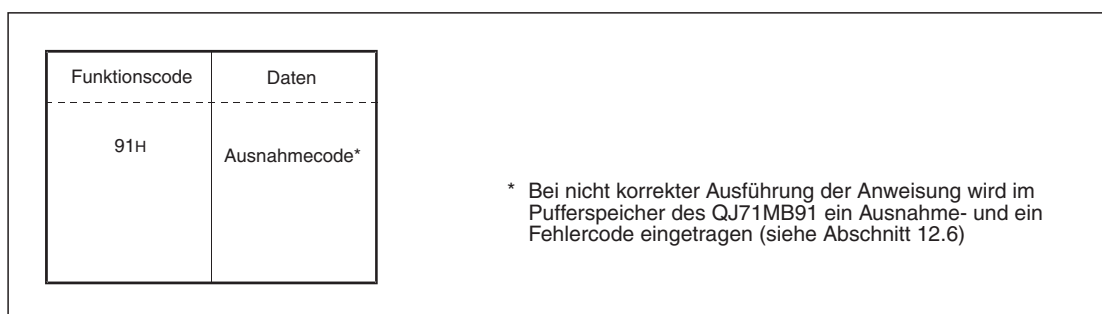 Funktionscode Daten
91H Ausnahmecode*
* Bei nicht korrekter Ausführung der Anweisung wird im
Pufferspeicher des QJ71MB91 ein Ausnahme- und ein
Fehlercode eingetragen (siehe Abschnitt 12.6)